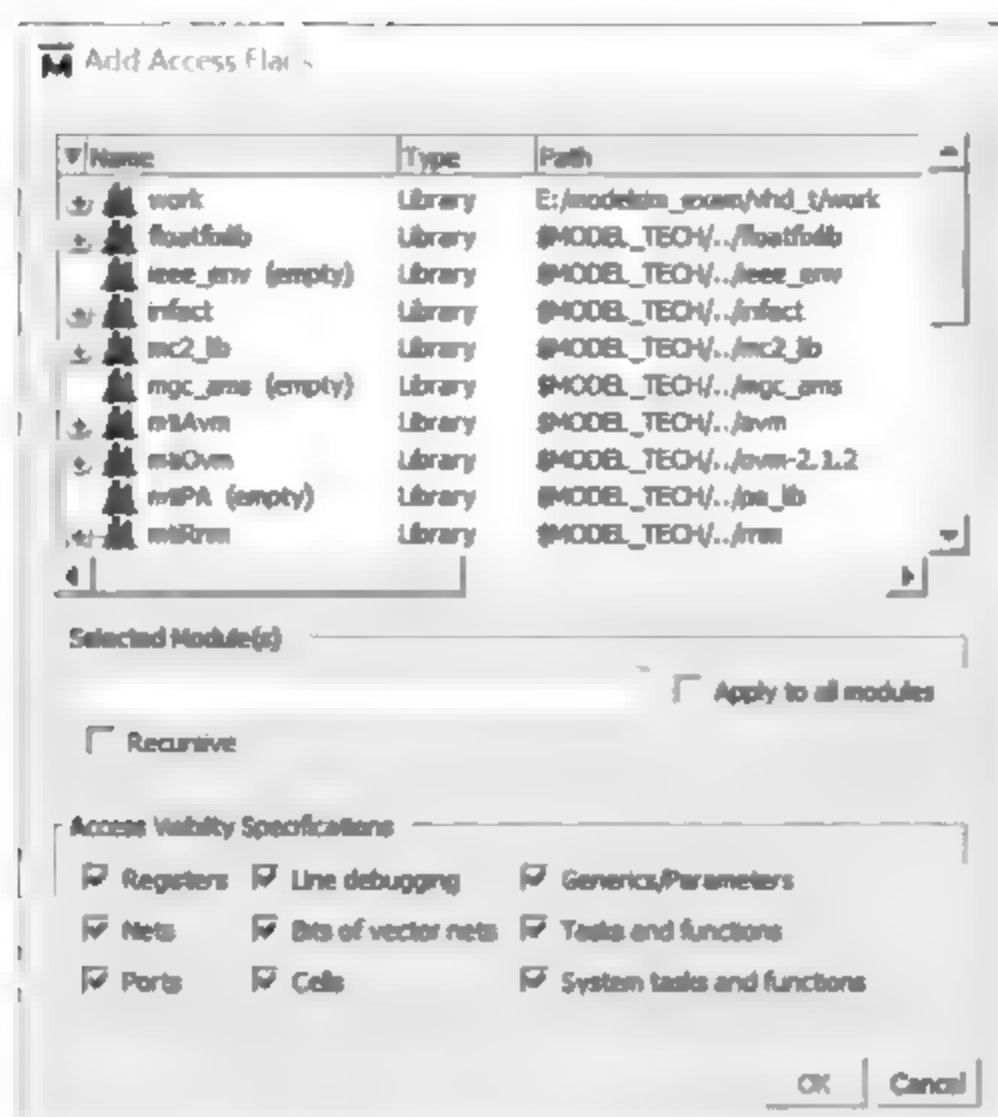 Add Access Flag
Name Type Path
work Library E:/modelsim_exam/vhd_t/work
floatfixlib Library $MODEL_TECH/../floatfixlib
ieee_env (empty) Library $MODEL_TECH/../ieee_env
infact Library $MODEL_TECH/../infact
mc2_lib Library $MODEL_TECH/../mc2_lib
mgc_ams (empty) Library $MODEL_TECH/../mgc_ams
mtiAvm Library $MODEL_TECH/../avm
mtiOvm Library $MODEL_TECH/../ovm-2.1.2
mtiPA (empty) Library $MODEL_TECH/../pa_lib
mtiRnm Library $MODEL_TECH/../rnm
Selected Module(s)
Apply to all modules
Recursive
Access Visibility Specifications
Registers Line debugging Generics/Parameters
Nets Bits of vector nets Tasks and functions
Ports Cells System tasks and functions
OK Cancel